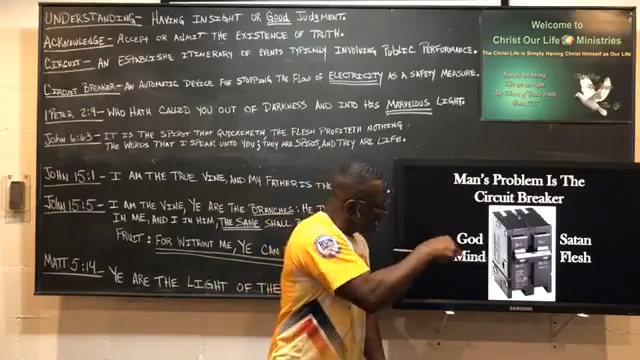 Understanding- Having insight or Good Judgment.
Acknowledge- Accept or Admit the Existence of Truth.
Circuit- An Establishe itinerary of events typically involving Public Performance.
Circuit Breaker- An Automatic Device for Stopping the Flow of Electricity as a Safety Measure.
1 Peter 2:9- Who Hath Called You Out of Darkness and Into His Marvelous Light.
John 6:63- It is the Spirit that Quickeneth the Flesh Profiteth Nothing:
The Words that I Speak Unto You, They are Spirit, and They are Life.
John 15:1- I am the True Vine, and My Father is the
John 15:5- I am the Vine, Ye are the Branches: He
in Me, and I in Him, The Same Shall
Fruit: For Without Me, Ye Can
Matt 5:14- Ye are the Light of the
Welcome to
Christ Our Life Ministries
The Christ Life is Simply Having Christ Himself as Our Life
Man's Problem is The
Circuit Breaker
God
Satan
Mind
Flesh
SAMSUNG